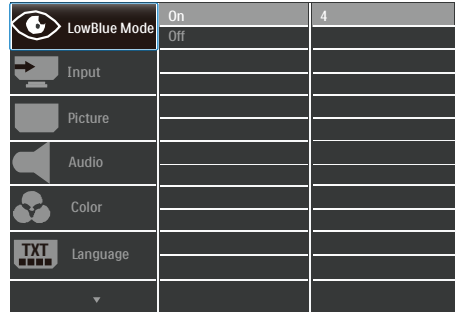 LowBlue Mode
On
4
Off
Input
Picture
Audio
Color
TXT
Language